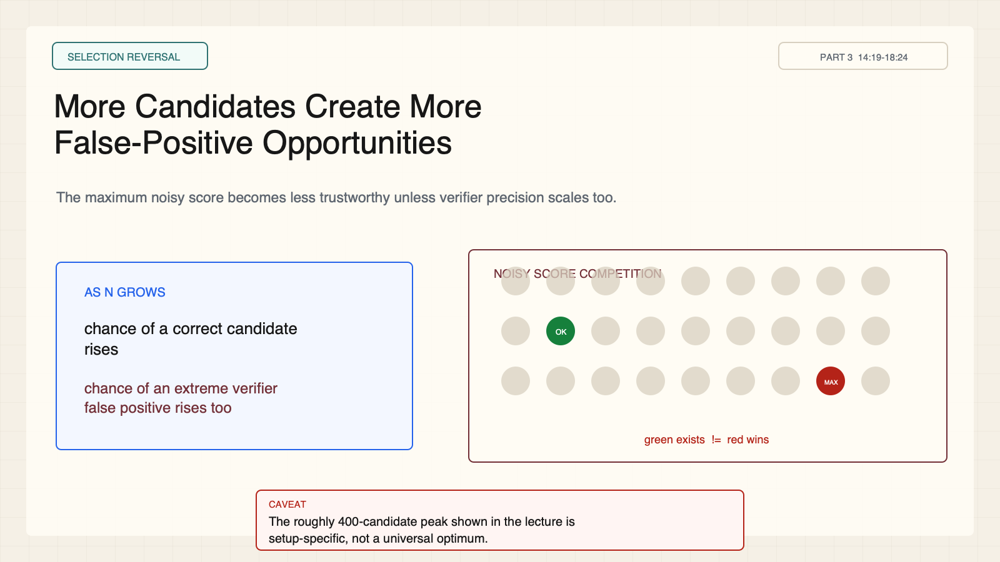 SELECTION REVERSAL
PART 3 14:19-18:24
More Candidates Create More
False-Positive Opportunities
The maximum noisy score becomes less trustworthy unless verifier precision scales too.
AS N GROWS
chance of a correct candidate
rises
chance of an extreme verifier
false positive rises too
NOISY SCORE COMPETITION
OK
MAX
green exists != red wins
CAVEAT
The roughly 400-candidate peak shown in the lecture is
setup-specific, not a universal optimum.